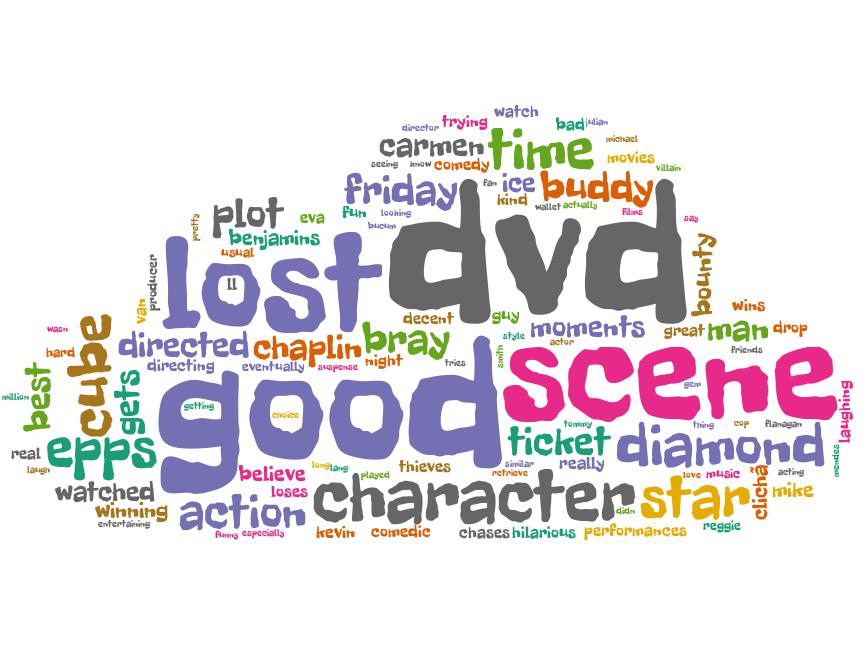 watch
director trying bad julian
carmen time michael
seeing know comedy movies villain
friday fan ice buddy
kind wallet actually films say
pretty plot eva fun looking
benjamins bucum
usual
dvd
lost
ll
producer van bounty
decent guy wins
wasn cube directed chaplin bray style moments actor great man drop
hard directing eventually suspense night tries smith friends
best gets good scene
million getting choice gem laughing
tommy thing cop flanagan
real epps ticket diamond
laugh believe long lang thieves similar really mendes
played retrieve love music acting
watched loses character star clicha mike
winning action didn
entertaining reggie
funny especially kevin comedic chases hilarious performances